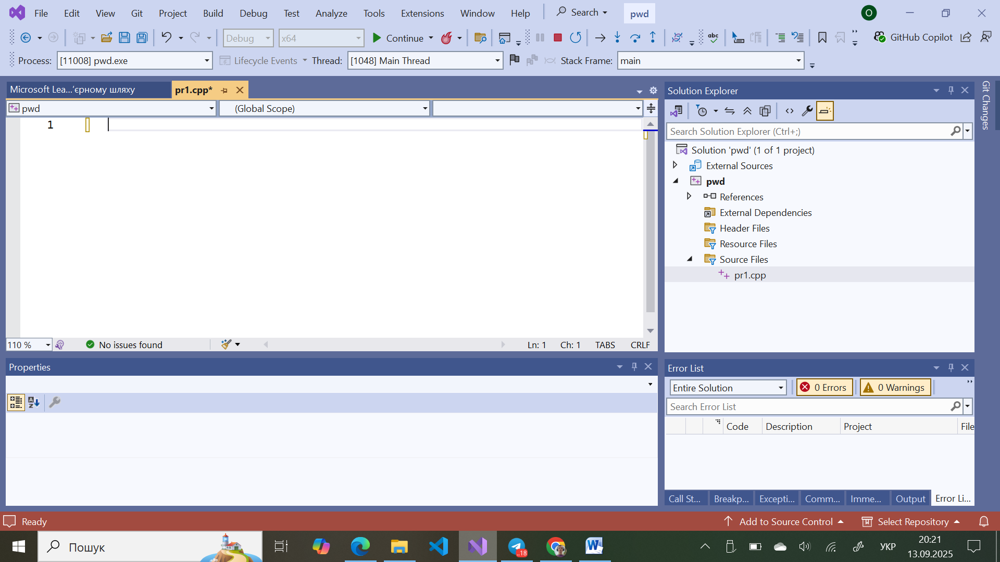 File Edit View Git Project Build Debug Test Analyze Tools Extensions Window Help Search pwd O
Debug x64 Continue abc GitHub Copilot
Process: [11008] pwd.exe Lifecycle Events Thread: [1048] Main Thread Stack Frame: main
Microsoft Lea...'єрному шляху pr1.cpp*
pwd (Global Scope)
1
110 % No issues found Ln: 1 Ch: 1 TABS CRLF
Properties
A
Z
Solution Explorer
Search Solution Explorer (Ctrl+;)
Solution 'pwd' (1 of 1 project)
External Sources
pwd
References
External Dependencies
Header Files
Resource Files
Source Files
pr1.cpp
Git Changes
Error List
Entire Solution 0 Errors 0 Warnings
Search Error List
Code Description Project File
Call St... Breakp... Excepti... Comm... Imme... Output Error Li...
Ready Add to Source Control Select Repository
Пошук ..18 W УКР 20:21
13.09.2025